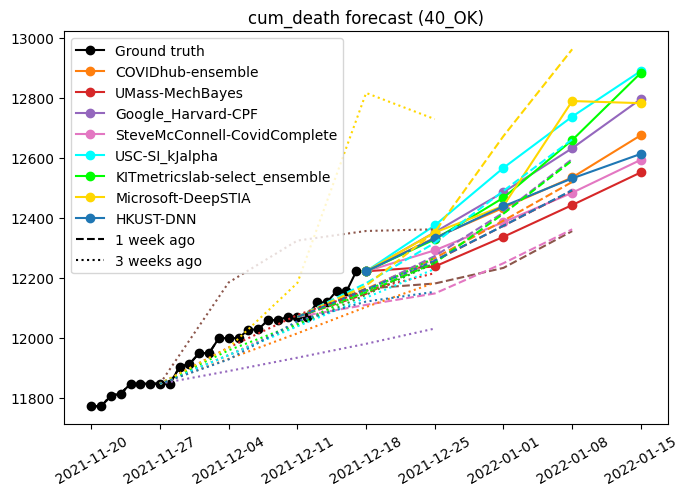 cum_death forecast (40_OK)
13000
12800
12600
12400
12200
12000
11800
Ground truth
COVIDhub-ensemble
UMass-MechBayes
Google_Harvard-CPF
SteveMcConnell-CovidComplete
USC-SI_kJalpha
KITmetricslab-select_ensemble
Microsoft-DeepSTIA
HKUST-DNN
1 week ago
3 weeks ago
2021-11-20
2021-11-27
2021-12-04
2021-12-11
2021-12-18
2021-12-25
2022-01-01
2022-01-08
2022-01-15